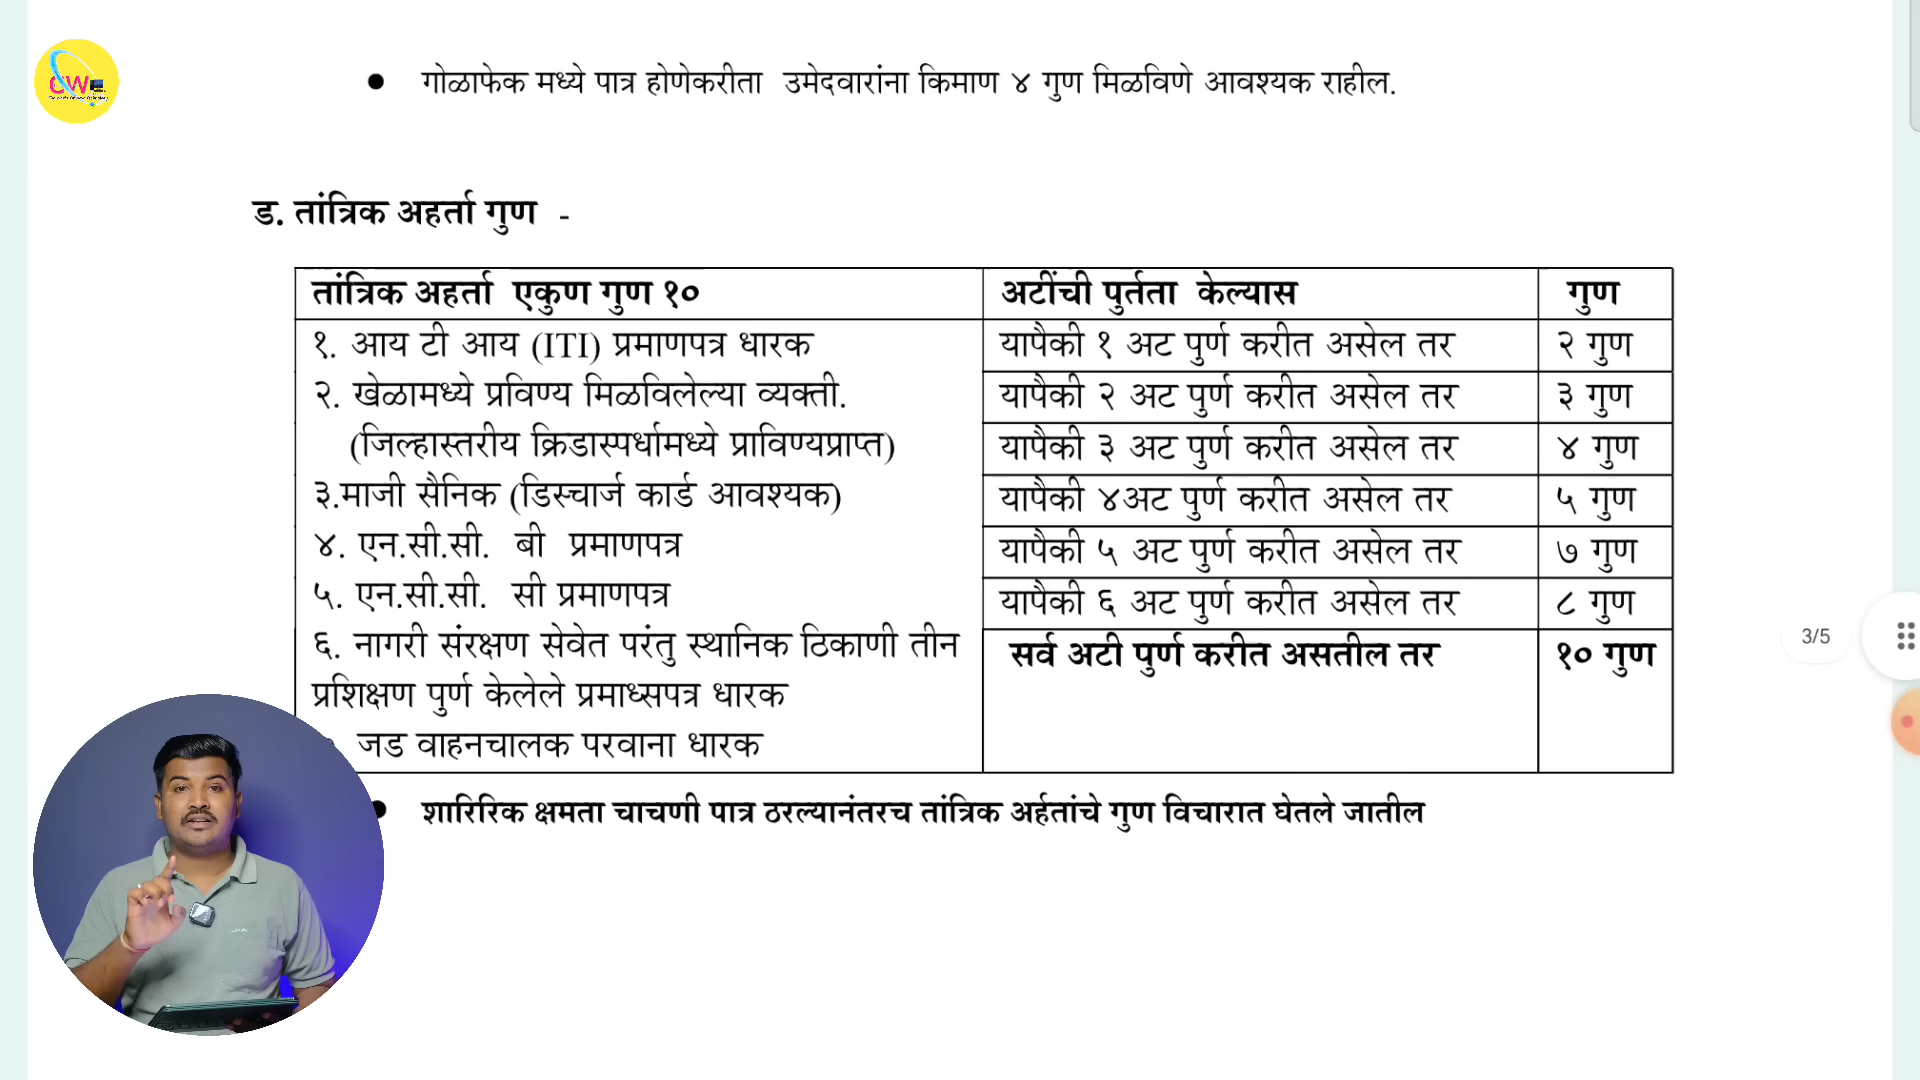 CW
गोळाफेक मध्ये पात्र होणेकरीता उमेदवारांना किमाण ४ गुण मिळविणे आवश्यक राहील.
ड. तांत्रिक अहर्ता गुण -
तांत्रिक अहर्ता एकुण गुण १० अटींची पुर्तता केल्यास गुण
१. आय टी आय (ITI) प्रमाणपत्र धारक
२. खेळामध्ये प्रविण्य मिळविलेल्या व्यक्ती.
(जिल्हास्तरीय क्रिडास्पर्धामध्ये प्राविण्यप्राप्त)
३.माजी सैनिक (डिस्चार्ज कार्ड आवश्यक)
४. एन.सी.सी. बी प्रमाणपत्र
५. एन.सी.सी. सी प्रमाणपत्र
६. नागरी संरक्षण सेवेत परंतु स्थानिक ठिकाणी तीन
प्रशिक्षण पुर्ण केलेले प्रमाध्सपत्र धारक
जड वाहनचालक परवाना धारक
यापैकी १ अट पुर्ण करीत असेल तर २ गुण
यापैकी २ अट पुर्ण करीत असेल तर ३ गुण
यापैकी ३ अट पुर्ण करीत असेल तर ४ गुण
यापैकी ४अट पुर्ण करीत असेल तर ५ गुण
यापैकी ५ अट पुर्ण करीत असेल तर ७ गुण
यापैकी ६ अट पुर्ण करीत असेल तर ८ गुण
सर्व अटी पुर्ण करीत असतील तर १० गुण
3/5
शारिरिक क्षमता चाचणी पात्र ठरल्यानंतरच तांत्रिक अर्हतांचे गुण विचारात घेतले जातील